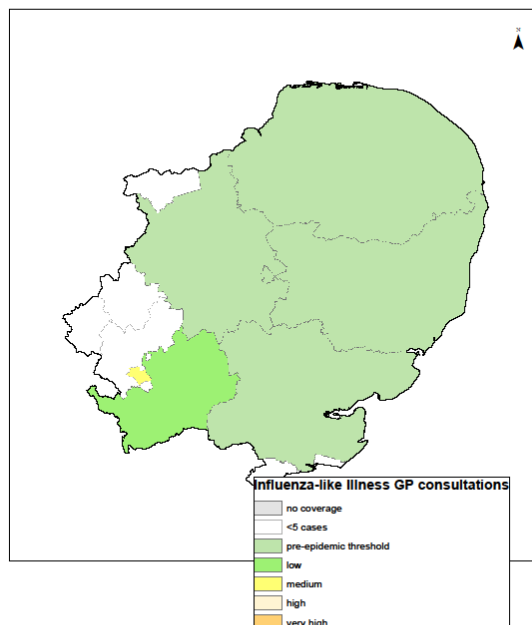 N
Influenza-like Illness GP consultations
no coverage
<5 cases
pre-epidemic threshold
low
medium
high
very high